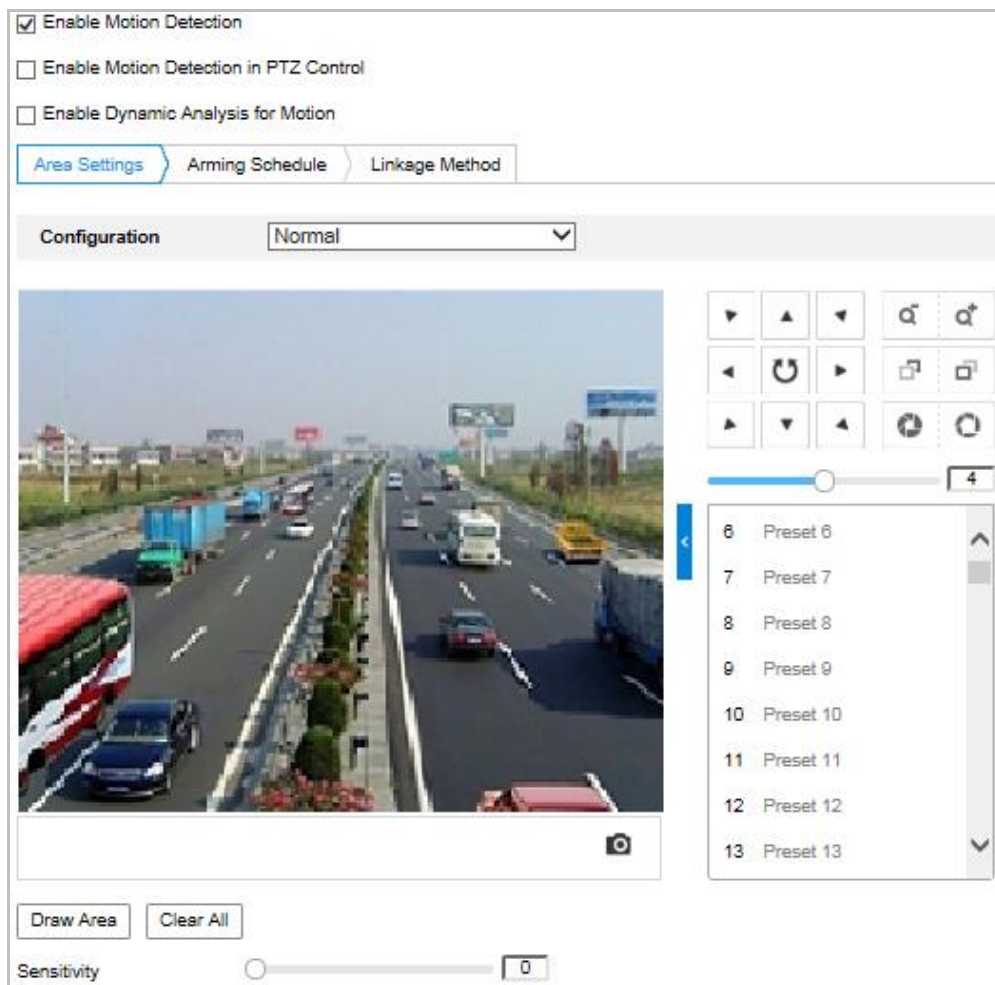 Enable Motion Detection
Enable Motion Detection in PTZ Control
Enable Dynamic Analysis for Motion
Area Settings Arming Schedule Linkage Method
Configuration Normal
4
6 Preset 6
7 Preset 7
8 Preset 8
9 Preset 9
10 Preset 10
11 Preset 11
12 Preset 12
13 Preset 13
Draw Area Clear All
Sensitivity 0